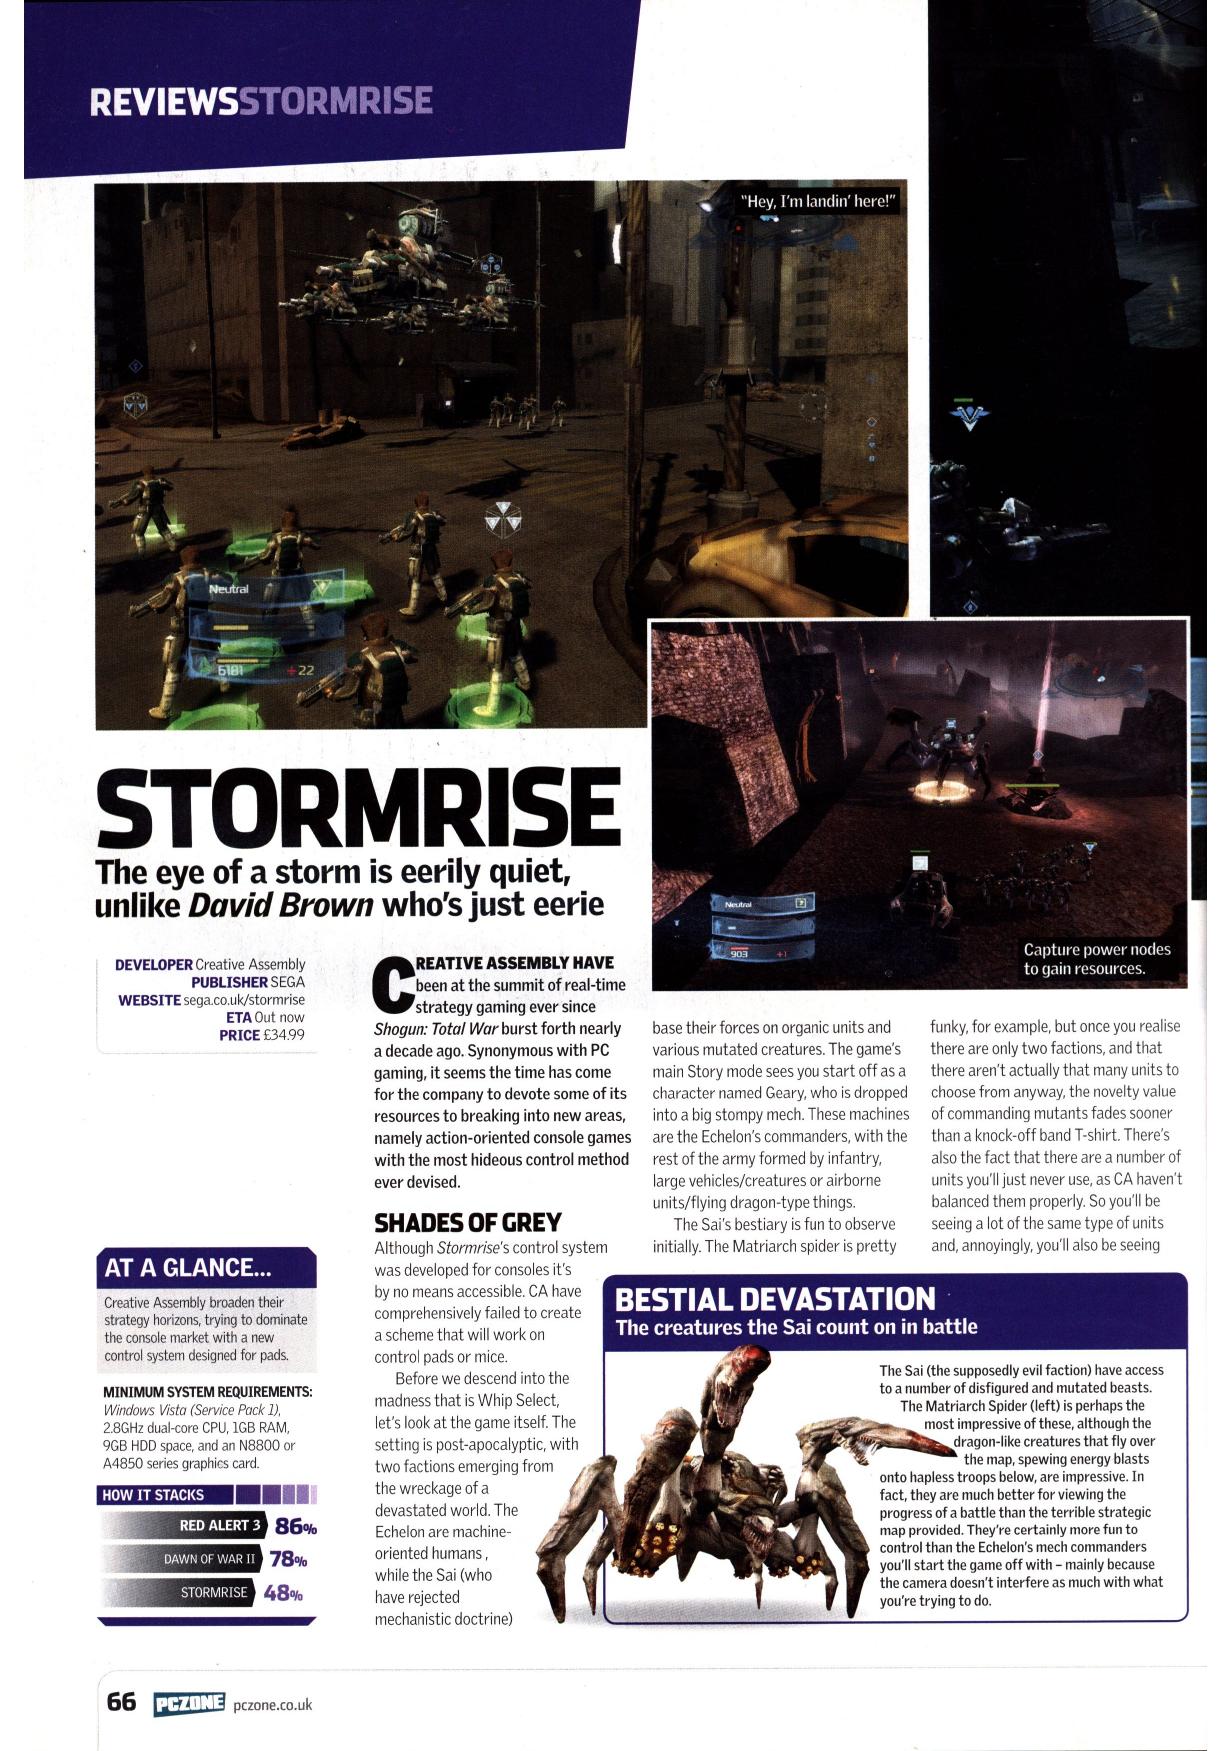 REVIEWSSTORMRISE
"Hey, I'm landin' here!"
Neutral
6181 +22
STORMRISE
The eye of a storm is eerily quiet,
unlike David Brown who's just eerie
Neutral
903 +1
Capture power nodes
to gain resources.
DEVELOPER Creative Assembly
PUBLISHER SEGA
WEBSITE sega.co.uk/stormrise
ETA Out now
PRICE £34.99
AT A GLANCE...
Creative Assembly broaden their
strategy horizons, trying to dominate
the console market with a new
control system designed for pads.
MINIMUM SYSTEM REQUIREMENTS:
Windows Vista (Service Pack 1),
2.8GHz dual-core CPU, 1GB RAM,
9GB HDD space, and an N8800 or
A4850 series graphics card.
HOW IT STACKS
RED ALERT 3 86%
DAWN OF WAR II 78%
STORMRISE 48%
CREATIVE ASSEMBLY HAVE
been at the summit of real-time
strategy gaming ever since
Shogun: Total War burst forth nearly
a decade ago. Synonymous with PC
gaming, it seems the time has come
for the company to devote some of its
resources to breaking into new areas,
namely action-oriented console games
with the most hideous control method
ever devised.
SHADES OF GREY
Although Stormrise's control system
was developed for consoles it's
by no means accessible. CA have
comprehensively failed to create
a scheme that will work on
control pads or mice.
Before we descend into the
madness that is Whip Select,
let's look at the game itself. The
setting is post-apocalyptic, with
two factions emerging from
the wreckage of a
devastated world. The
Echelon are machine-
oriented humans ,
while the Sai (who
have rejected
mechanistic doctrine)
base their forces on organic units and
various mutated creatures. The game's
main Story mode sees you start off as a
character named Geary, who is dropped
into a big stompy mech. These machines
are the Echelon's commanders, with the
rest of the army formed by infantry,
large vehicles/creatures or airborne
units/flying dragon-type things.
The Sai's bestiary is fun to observe
initially. The Matriarch spider is pretty
funky, for example, but once you realise
there are only two factions, and that
there aren't actually that many units to
choose from anyway, the novelty value
of commanding mutants fades sooner
than a knock-off band T-shirt. There's
also the fact that there are a number of
units you'll just never use, as CA haven't
balanced them properly. So you'll be
seeing a lot of the same type of units
and, annoyingly, you'll also be seeing
BESTIAL DEVASTATION
The creatures the Sai count on in battle
The Sai (the supposedly evil faction) have access
to a number of disfigured and mutated beasts.
The Matriarch Spider (left) is perhaps the
most impressive of these, although the
dragon-like creatures that fly over
the map, spewing energy blasts
onto hapless troops below, are impressive. In
fact, they are much better for viewing the
progress of a battle than the terrible strategic
map provided. They're certainly more fun to
control than the Echelon's mech commanders
you'll start the game off with – mainly because
the camera doesn't interfere as much with what
you're trying to do.
66 PCZONE pczone.co.uk